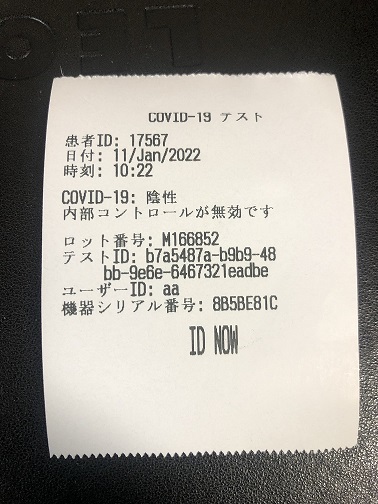 COVID-19 テスト
患者ID: 17567
日付: 11/Jan/2022
時刻: 10:22
COVID-19: 陰性
内部コントロールが無効です
ロット番号: M166852
テストID: b7a5487a-b9b9-48
bb-9e6e-6467321eadbe
ユーザーID: aa
機器シリアル番号: 8B5BE81C
ID NOW